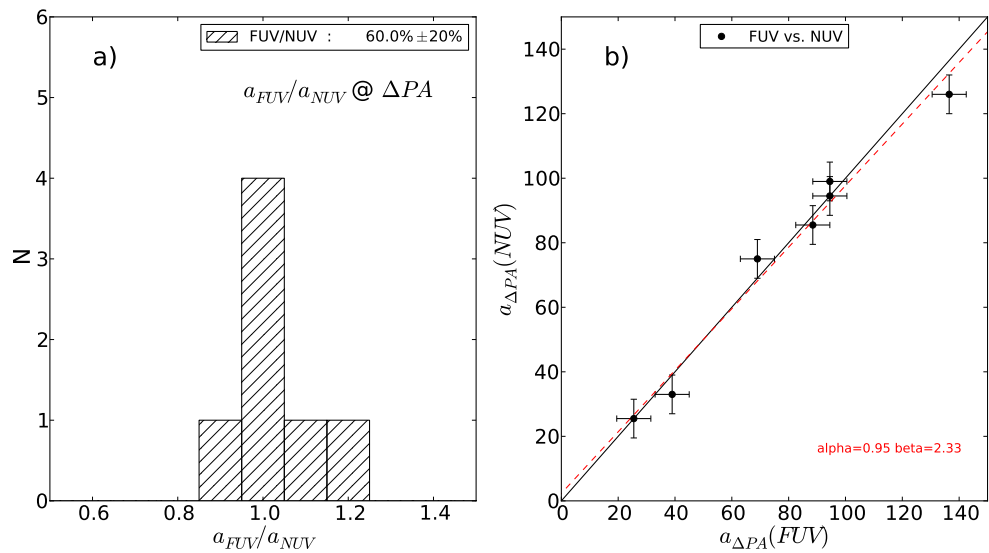 a)
FUV/NUV : 60.0% ±20%
a_FUV/a_NUV @ ΔPA
N
6
5
4
3
2
1
0
0.6 0.8 1.0 1.2 1.4
a_FUV/a_NUV
b)
FUV vs. NUV
a_ΔPA(NUV)
140
120
100
80
60
40
20
0
alpha=0.95 beta=2.33
0 20 40 60 80 100 120 140
a_ΔPA(FUV)